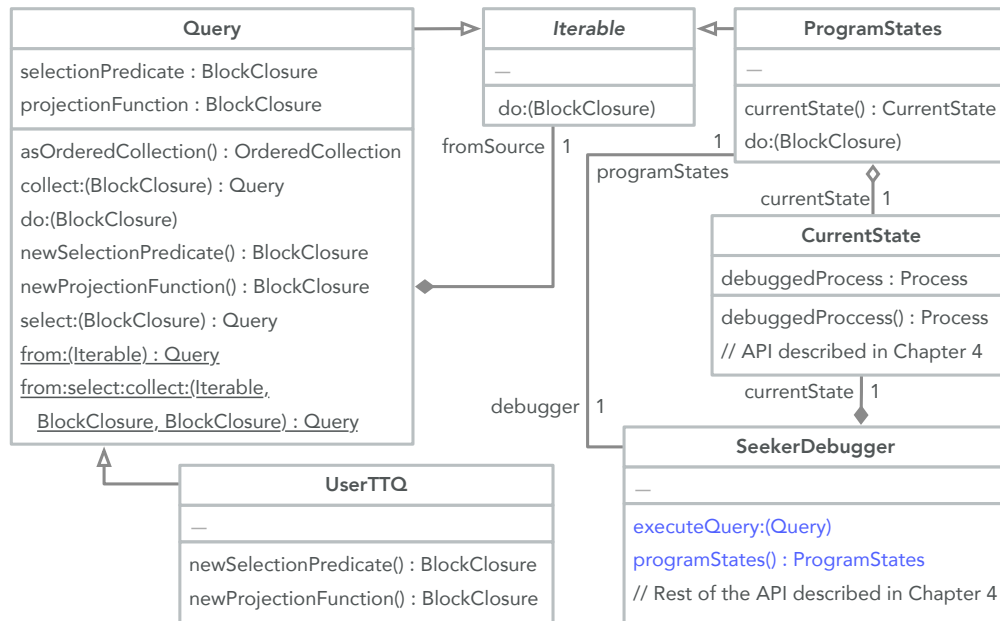 Query
selectionPredicate : BlockClosure
projectionFunction : BlockClosure
asOrderedCollection() : OrderedCollection
collect:(BlockClosure) : Query
do:(BlockClosure)
newSelectionPredicate() : BlockClosure
newProjectionFunction() : BlockClosure
select:(BlockClosure) : Query
from:(Iterable) : Query
from:select:collect:(Iterable,
BlockClosure, BlockClosure) : Query
Iterable
—
do:(BlockClosure)
fromSource 1
ProgramStates
—
currentState() : CurrentState
do:(BlockClosure)
1
programStates
currentState 1
CurrentState
debuggedProcess : Process
debuggedProccess() : Process
// API described in Chapter 4
currentState 1
debugger 1
SeekerDebugger
—
executeQuery:(Query)
programStates() : ProgramStates
// Rest of the API described in Chapter 4
UserTTQ
—
newSelectionPredicate() : BlockClosure
newProjectionFunction() : BlockClosure